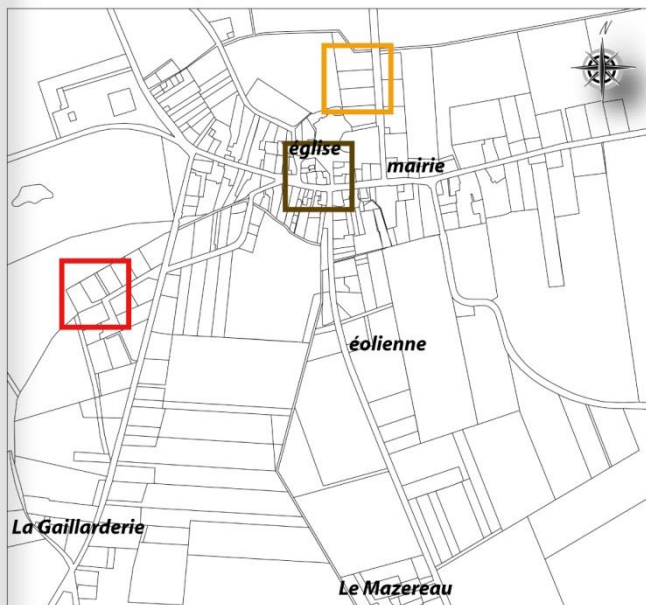 N
église
mairie
éolienne
La Gaillarderie
Le Mazereau